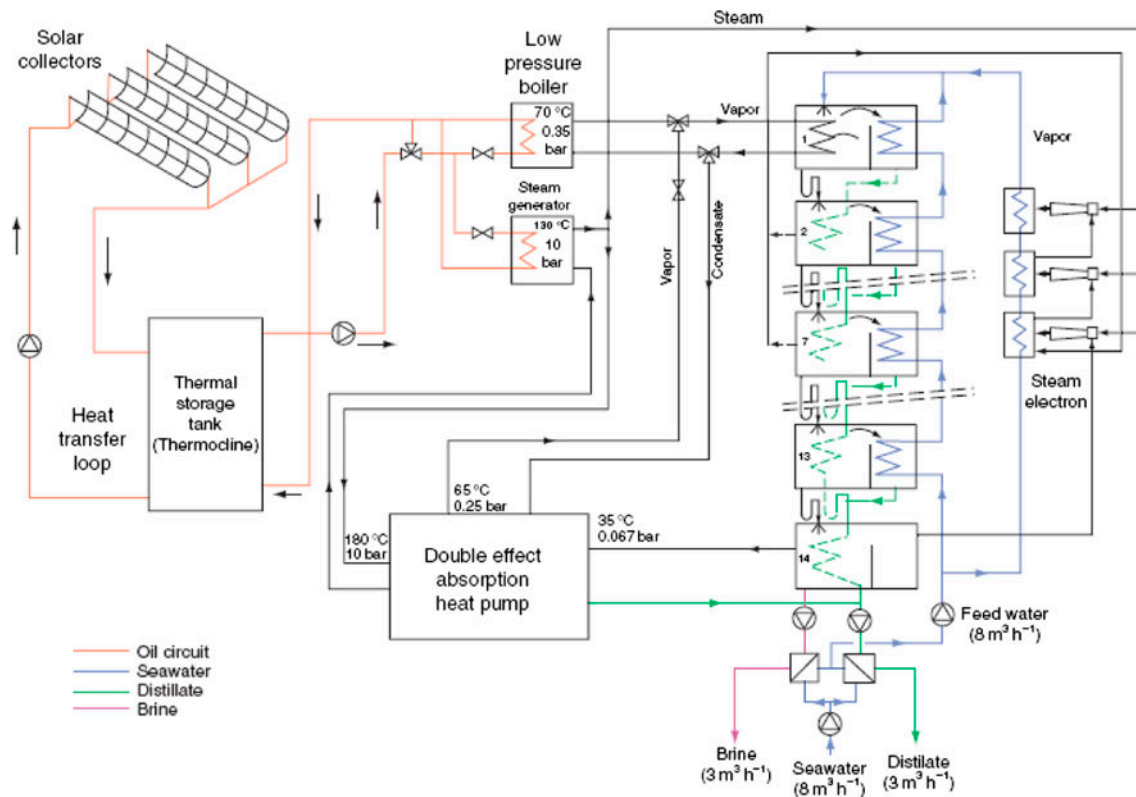 Solar
collectors
Low
pressure
boiler
Steam
70 °C
0.35
bar
Vapor
Vapor
1
Steam
generator
130 °C
10
bar
2
Vapor
Condensate
7
Thermal
storage
tank
(Thermocline)
Heat
transfer
loop
Steam
electron
13
65 °C
0.25 bar
180 °C
10 bar
35 °C
0.067 bar
14
Double effect
absorption
heat pump
Feed water
(8 m³ h⁻¹)
Oil circuit
Seawater
Distillate
Brine
Brine
(3 m³ h⁻¹)
Seawater
(8 m³ h⁻¹)
Distilate
(3 m³ h⁻¹)